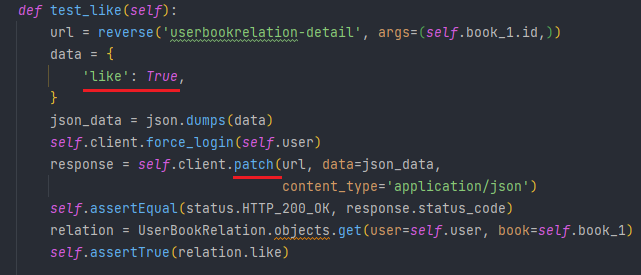 def test_like(self):
    url = reverse('userbookrelation-detail', args=(self.book_1.id,))
    data = {
        'like': True,
    }
    json_data = json.dumps(data)
    self.client.force_login(self.user)
    response = self.client.patch(url, data=json_data,
                                 content_type='application/json')
    self.assertEqual(status.HTTP_200_OK, response.status_code)
    relation = UserBookRelation.objects.get(user=self.user, book=self.book_1)
    self.assertTrue(relation.like)